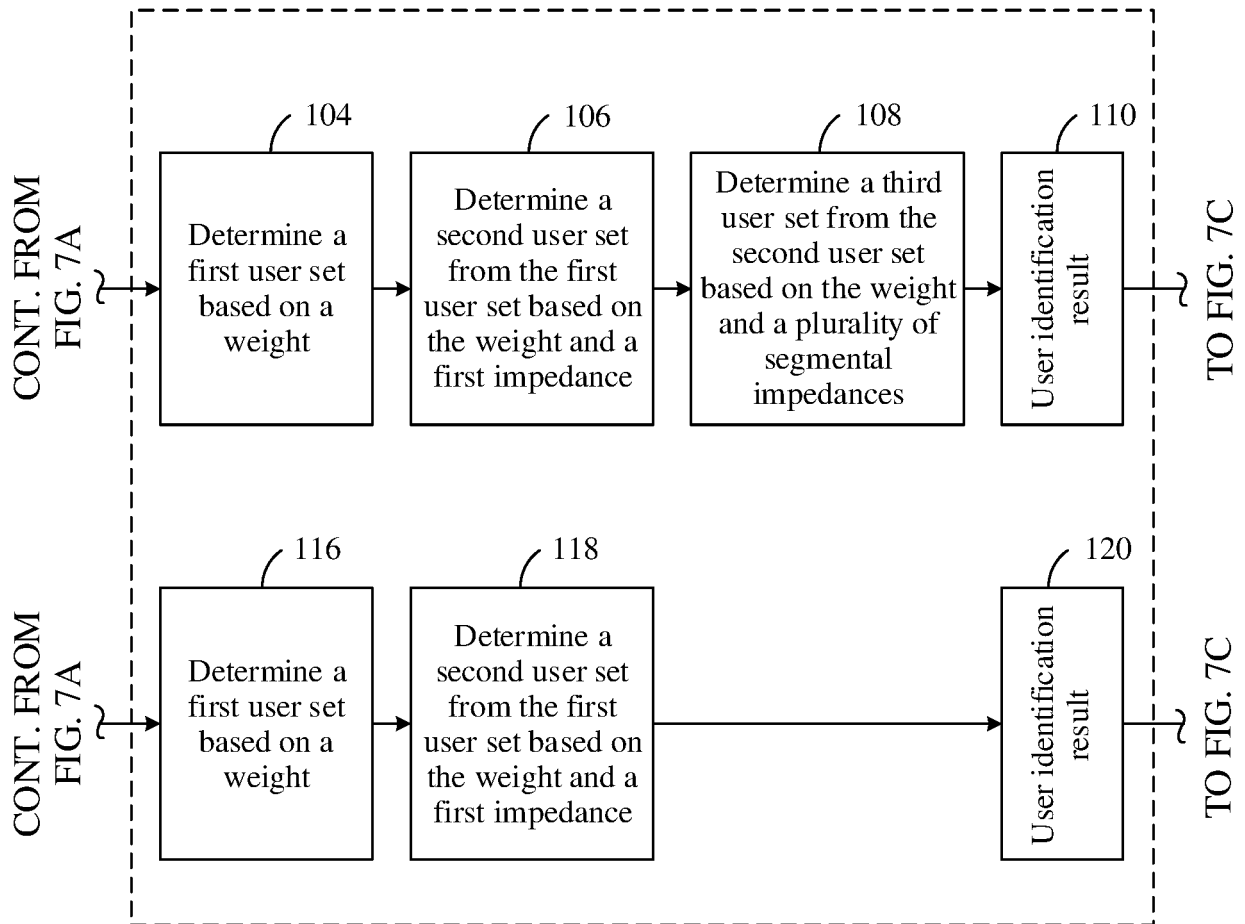 104
106
108
110
CONT. FROM
FIG. 7A
Determine a
first user set
based on a
weight
Determine a
second user set
from the first
user set based on
the weight and a
first impedance
Determine a third
user set from the
second user set
based on the weight
and a plurality of
segmental
impedances
User identification
result
TO FIG. 7C
116
118
120
CONT. FROM
FIG. 7A
Determine a
first user set
based on a
weight
Determine a
second user set
from the first
user set based on
the weight and a
first impedance
User identification
result
TO FIG. 7C